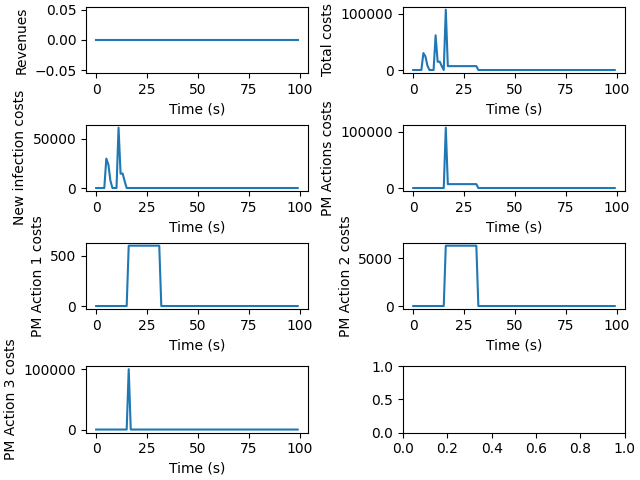 Revenues
0.05
0.00
−0.05
0 25 50 75 100
Time (s)
Total costs
100000
0
0 25 50 75 100
Time (s)
New infection costs
50000
0
0 25 50 75 100
Time (s)
PM Actions costs
100000
0
0 25 50 75 100
Time (s)
PM Action 1 costs
500
0
0 25 50 75 100
Time (s)
PM Action 2 costs
5000
0
0 25 50 75 100
Time (s)
PM Action 3 costs
100000
0
0 25 50 75 100
Time (s)
1.0
0.5
0.0
0.0 0.2 0.4 0.6 0.8 1.0